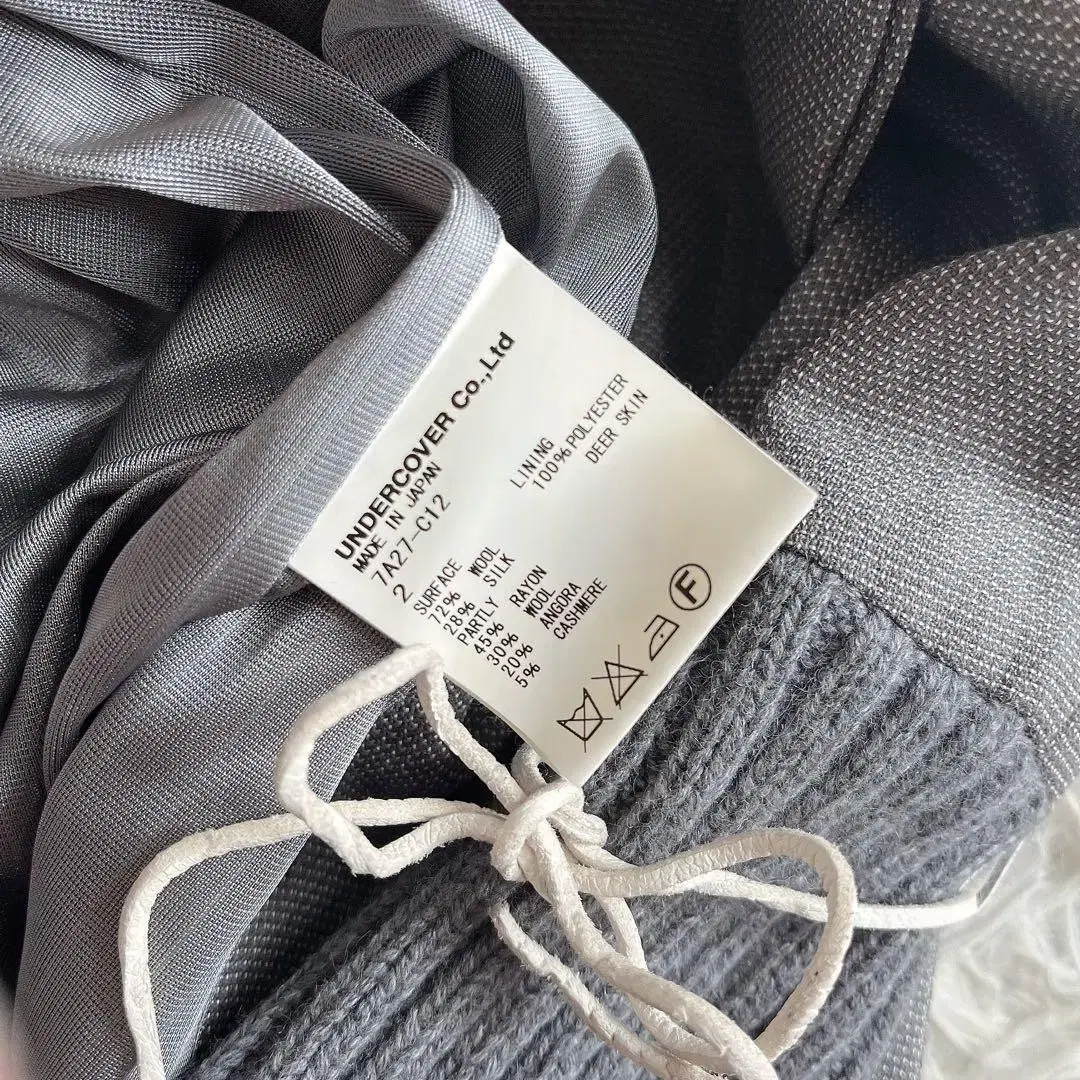 UNDERCOVER Co.,Ltd
MADE IN JAPAN
7A27-C12
2
SURFACE
72% WOOL
28% SILK
PARTLY
45% RAYON
30% WOOL
20% ANGORA
5% CASHMERE
LINING
100%POLYESTER
DEER SKIN
F